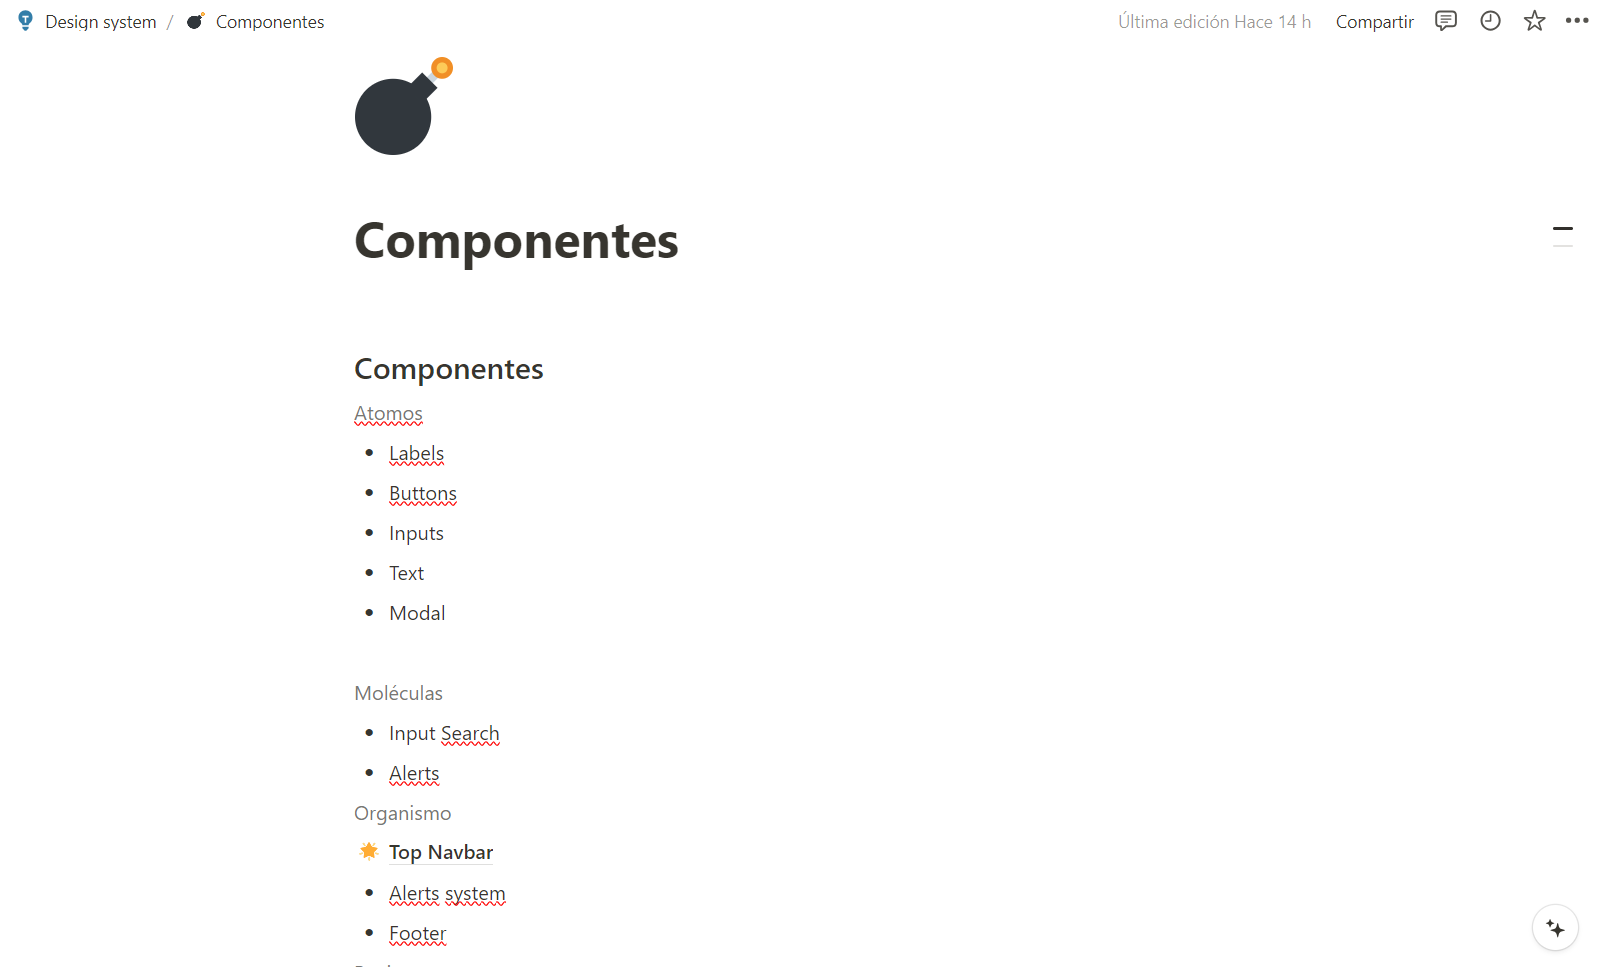 Design system / Componentes
Última edición Hace 14 h
Compartir
Componentes
Componentes
Atomos
• Labels
• Buttons
• Inputs
• Text
• Modal
Moléculas
• Input Search
• Alerts
Organismo
Top Navbar
• Alerts system
• Footer